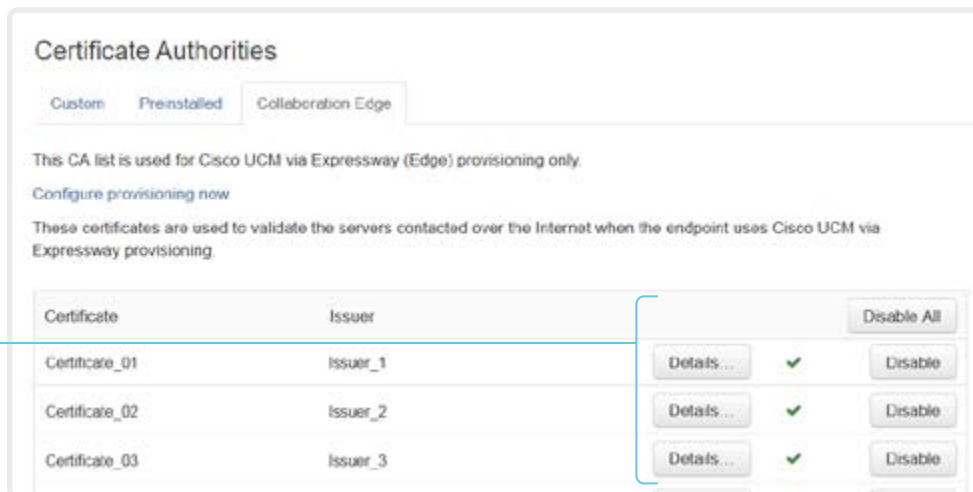 Certificate Authorities
Custom Preinstalled Collaboration Edge
This CA list is used for Cisco UCM via Expressway (Edge) provisioning only.
Configure provisioning now
These certificates are used to validate the servers contacted over the Internet when the endpoint uses Cisco UCM via
Expressway provisioning.
Certificate Issuer Disable All
Certificate_01 Issuer_1 Details... Disable
Certificate_02 Issuer_2 Details... Disable
Certificate_03 Issuer_3 Details... Disable